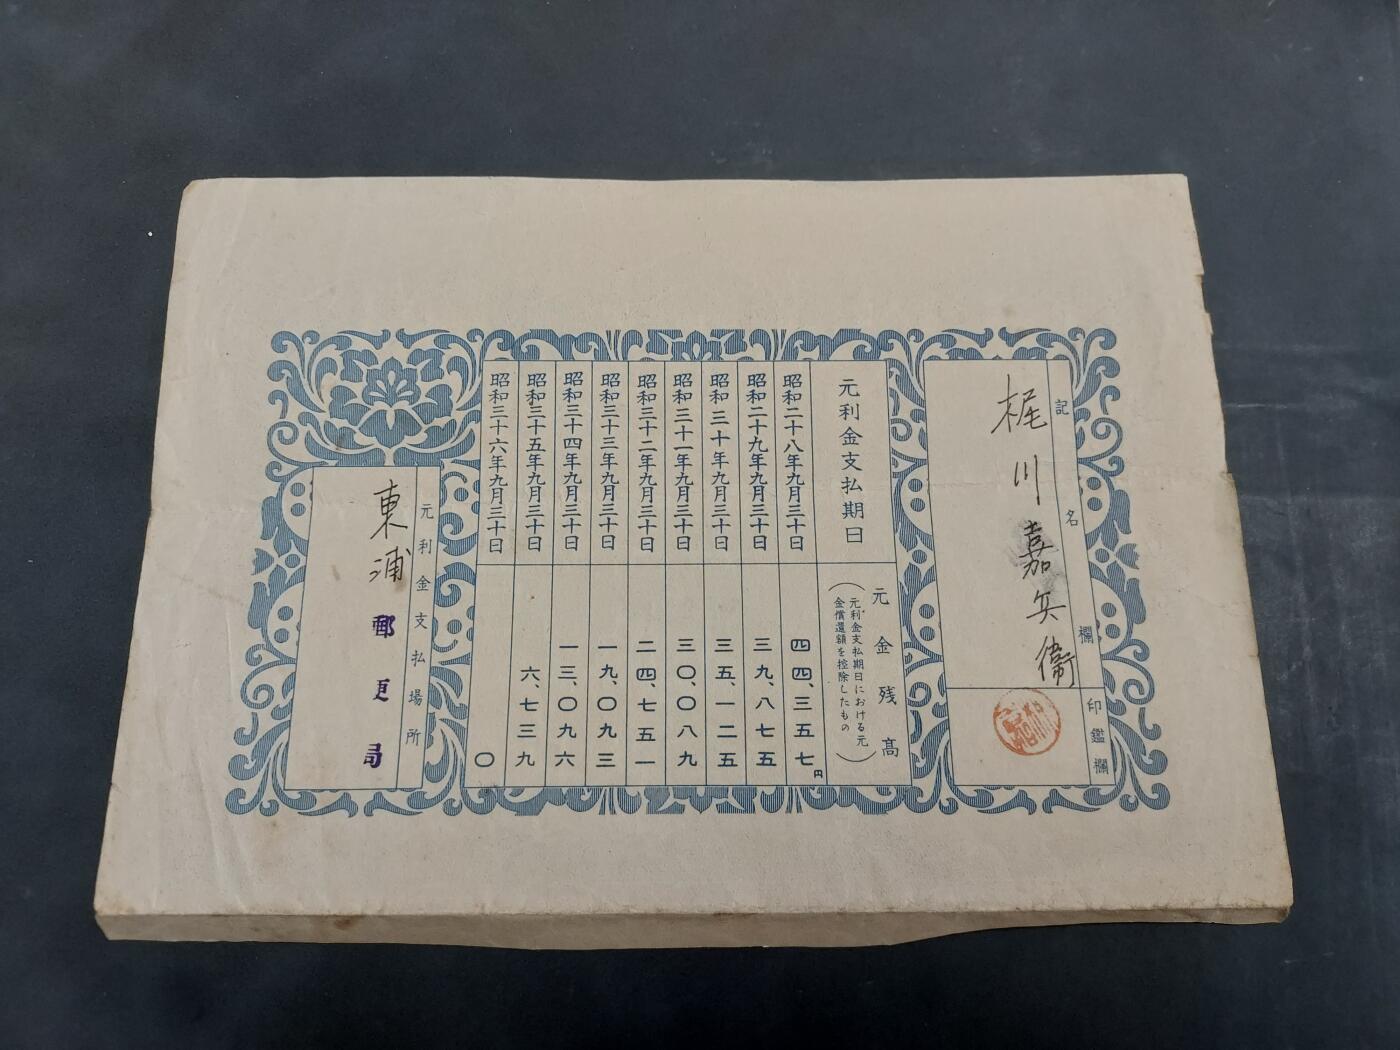 記名欄
梶川嘉兵衛
印鑑欄
元利金支払期日
元金残高
（元利金支払期日における元
金償還額を控除したもの）
昭和二十八年九月三十日 四四、三五七円
昭和二十九年九月三十日 三九、八七五
昭和三十年九月三十日 三五、一二五
昭和三十一年九月三十日 三〇、〇八九
昭和三十二年九月三十日 二四、七五一
昭和三十三年九月三十日 一九、〇九三
昭和三十四年九月三十日 一三、〇九六
昭和三十五年九月三十日 六、七三九
昭和三十六年九月三十日 〇
元利金支払場所
東浦郵便局